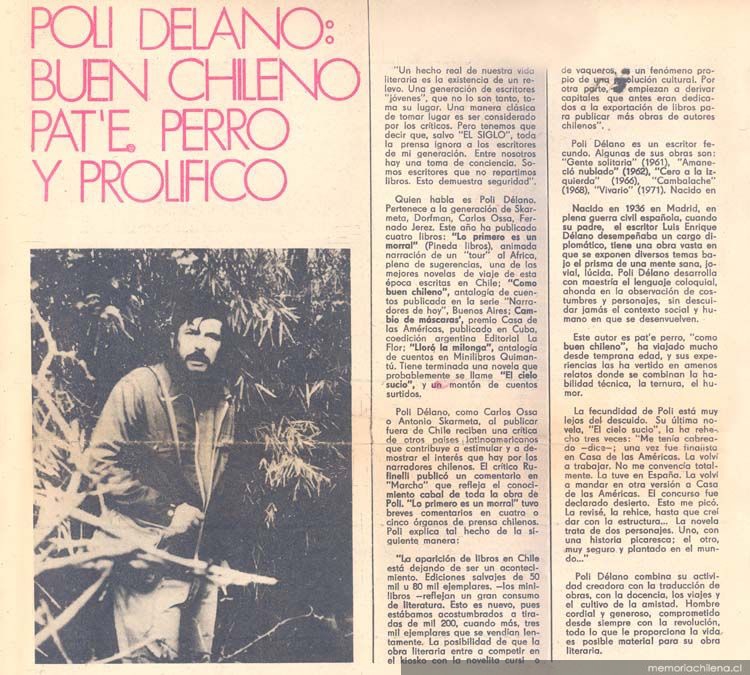 POLI DELANO:
BUEN CHILENO
PAT'E PERRO
Y PROLIFICO
"Un hecho real de nuestra vida
literaria es la existencia de un re-
levo. Una generación de escritores
"jóvenes", que no lo son tanto, to-
ma su lugar. Una manera clásica
de tomar lugar es ser considerado
por los críticos. Pero tenemos que
decir que, salvo "EL SIGLO", toda
la prensa ignora a los escritores
de mi generación. Entre nosotros
hay una toma de conciencia. So-
mos escritores que no repartimos
libros. Esto demuestra seguridad".
Quien habla es Poli Délano.
Pertenece a la generación de Skar-
meta, Dorfman, Carlos Ossa, Fer-
nado Jerez. Este año ha publicado
cuatro libros: "Lo primero es un
morral" (Pineda libros), animada
narración de un "tour" al Africa,
plena de sugerencias, una de las
mejores novelas de viaje de esta
época escritas en Chile; "Como
buen chileno", antología de cuen-
tos publicada en la serie "Narra-
dores de hoy", Buenos Aires; Cam-
bio de máscaras', premio Casa de
las Américas, publicado en Cuba,
coedición argentina Editorial La
Flor; "Lloró la milonga", antología
de cuentos en Minilibros Quiman-
tú. Tiene terminada una novela que
probablemente se llame "El cielo
sucio", y un montón de cuentos
surtidos.
Poli Délano, como Carlos Ossa
o Antonio Skarmeta, al publicar
fuera de Chile reciben una crítica
de otros países latinoamericanos
que contribuye a estimular y a de-
mostrar el interés que hay por los
narradores chilenos. El crítico Ru-
finelli publicó un comentario en
"Marcha" que refleja el conoci-
miento cabal de toda la obra de
Poli. "Lo primero es un morral" tuvo
breves comentarios en cuatro o
cinco órganos de prensa chilenos.
Poli explica tal hecho de la si-
guiente manera:
"La aparición de libros en Chile
está dejando de ser un aconteci-
miento. Ediciones salvajes de 50
mil u 80 mil ejemplares, —los mini-
libros —reflejan un gran consumo
de literatura. Esto es nuevo, pues
estábamos acostumbrados a tira-
das de mil 200, cuando más, tres
mil ejemplares que se vendían len-
tamente. La posibilidad de que la
obra literaria entre a competir en
el kiosko con la novelita cursi o
de vaqueros, es un fenómeno pro-
pio de una revolución cultural. Por
otra parte, se empiezan a derivar
capitales que antes eran dedica-
dos a la exportación de libros pa-
ra publicar más obras de autores
chilenos".
Poli Délano es un escritor fe-
cundo. Algunas de sus obras son:
"Gente solitaria" (1961), "Amane-
ció nublado" (1962), "Cero a la iz-
quierda" (1966), "Cambalache"
(1968), "Vivario" (1971). Nacido en
Nacido en 1936 en Madrid, en
plena guerra civil española, cuando
su padre, el escritor Luis Enrique
Délano desempeñaba un cargo di-
plomático, tiene una obra vasta en
que se exponen diversos temas ba-
jo el prisma de una mente sana, jo-
vial, lúcida. Poli Délano desarrolla
con maestría el lenguaje coloquial,
ahonda en la observación de cos-
tumbres y personajes, sin descui-
dar jamás el contexto social y hu-
mano en que se desenvuelven.
Este autor es pat'e perro, "como
buen chileno", ha viajado mucho
desde temprana edad, y sus expe-
riencias las ha vertido en amenos
relatos donde se combinan la ha-
bilidad técnica, la ternura, el hu-
mor.
La fecundidad de Poli está muy
lejos del descuido. Su última no-
vela, "El cielo sucio", la ha rehe-
cho tres veces: "Me tenía cabrea-
do —dice—; una vez fue finalista
en Casa de las Américas. La volví
a trabajar. No me convencía total-
mente. La tuve en España. La volví
a mandar en otra versión a Casa
de las Américas. El concurso fue
declarado desierto. Esto me picó.
La revisé, la rehice, hasta que creí
dar con la estructura... La novela
trata de dos personajes. Uno, con
una historia picaresca; el otro,
muy seguro y plantado en el mun-
do..."
Poli Délano combina su activi-
dad creadora con la traducción de
obras, con la docencia, los viajes y
el cultivo de la amistad. Hombre
cordial y generoso, comprometido
desde siempre con la revolución,
todo lo que le proporciona la vida
es posible material para su obra
literaria.
memoriachilena.cl